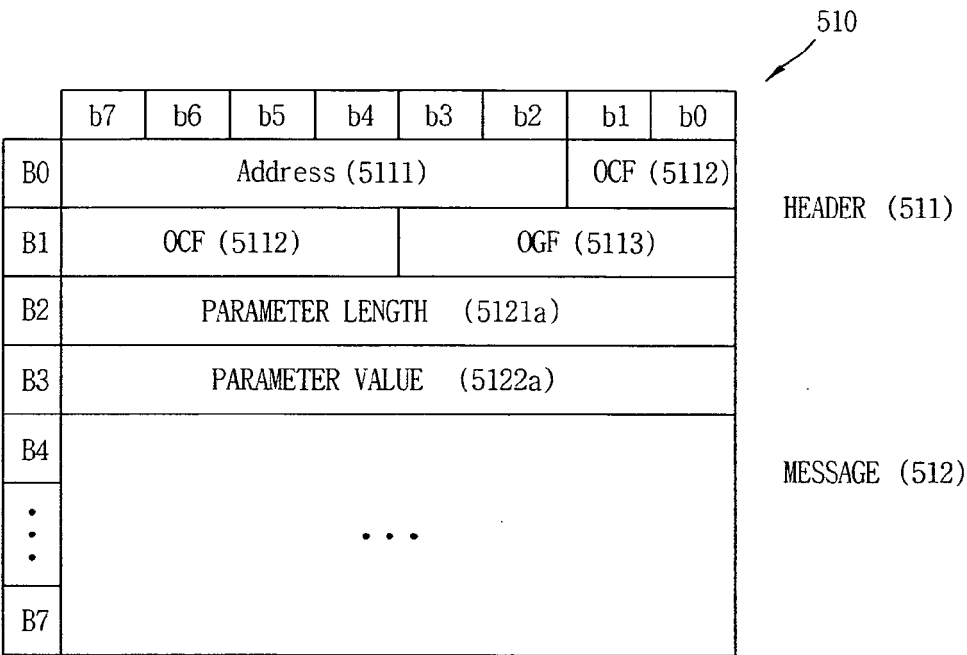 510
b7 b6 b5 b4 b3 b2 b1 b0
B0 Address (5111) OCF (5112)
HEADER (511)
B1 OCF (5112) OGF (5113)
B2 PARAMETER LENGTH (5121a)
B3 PARAMETER VALUE (5122a)
B4
MESSAGE (512)
...
B7